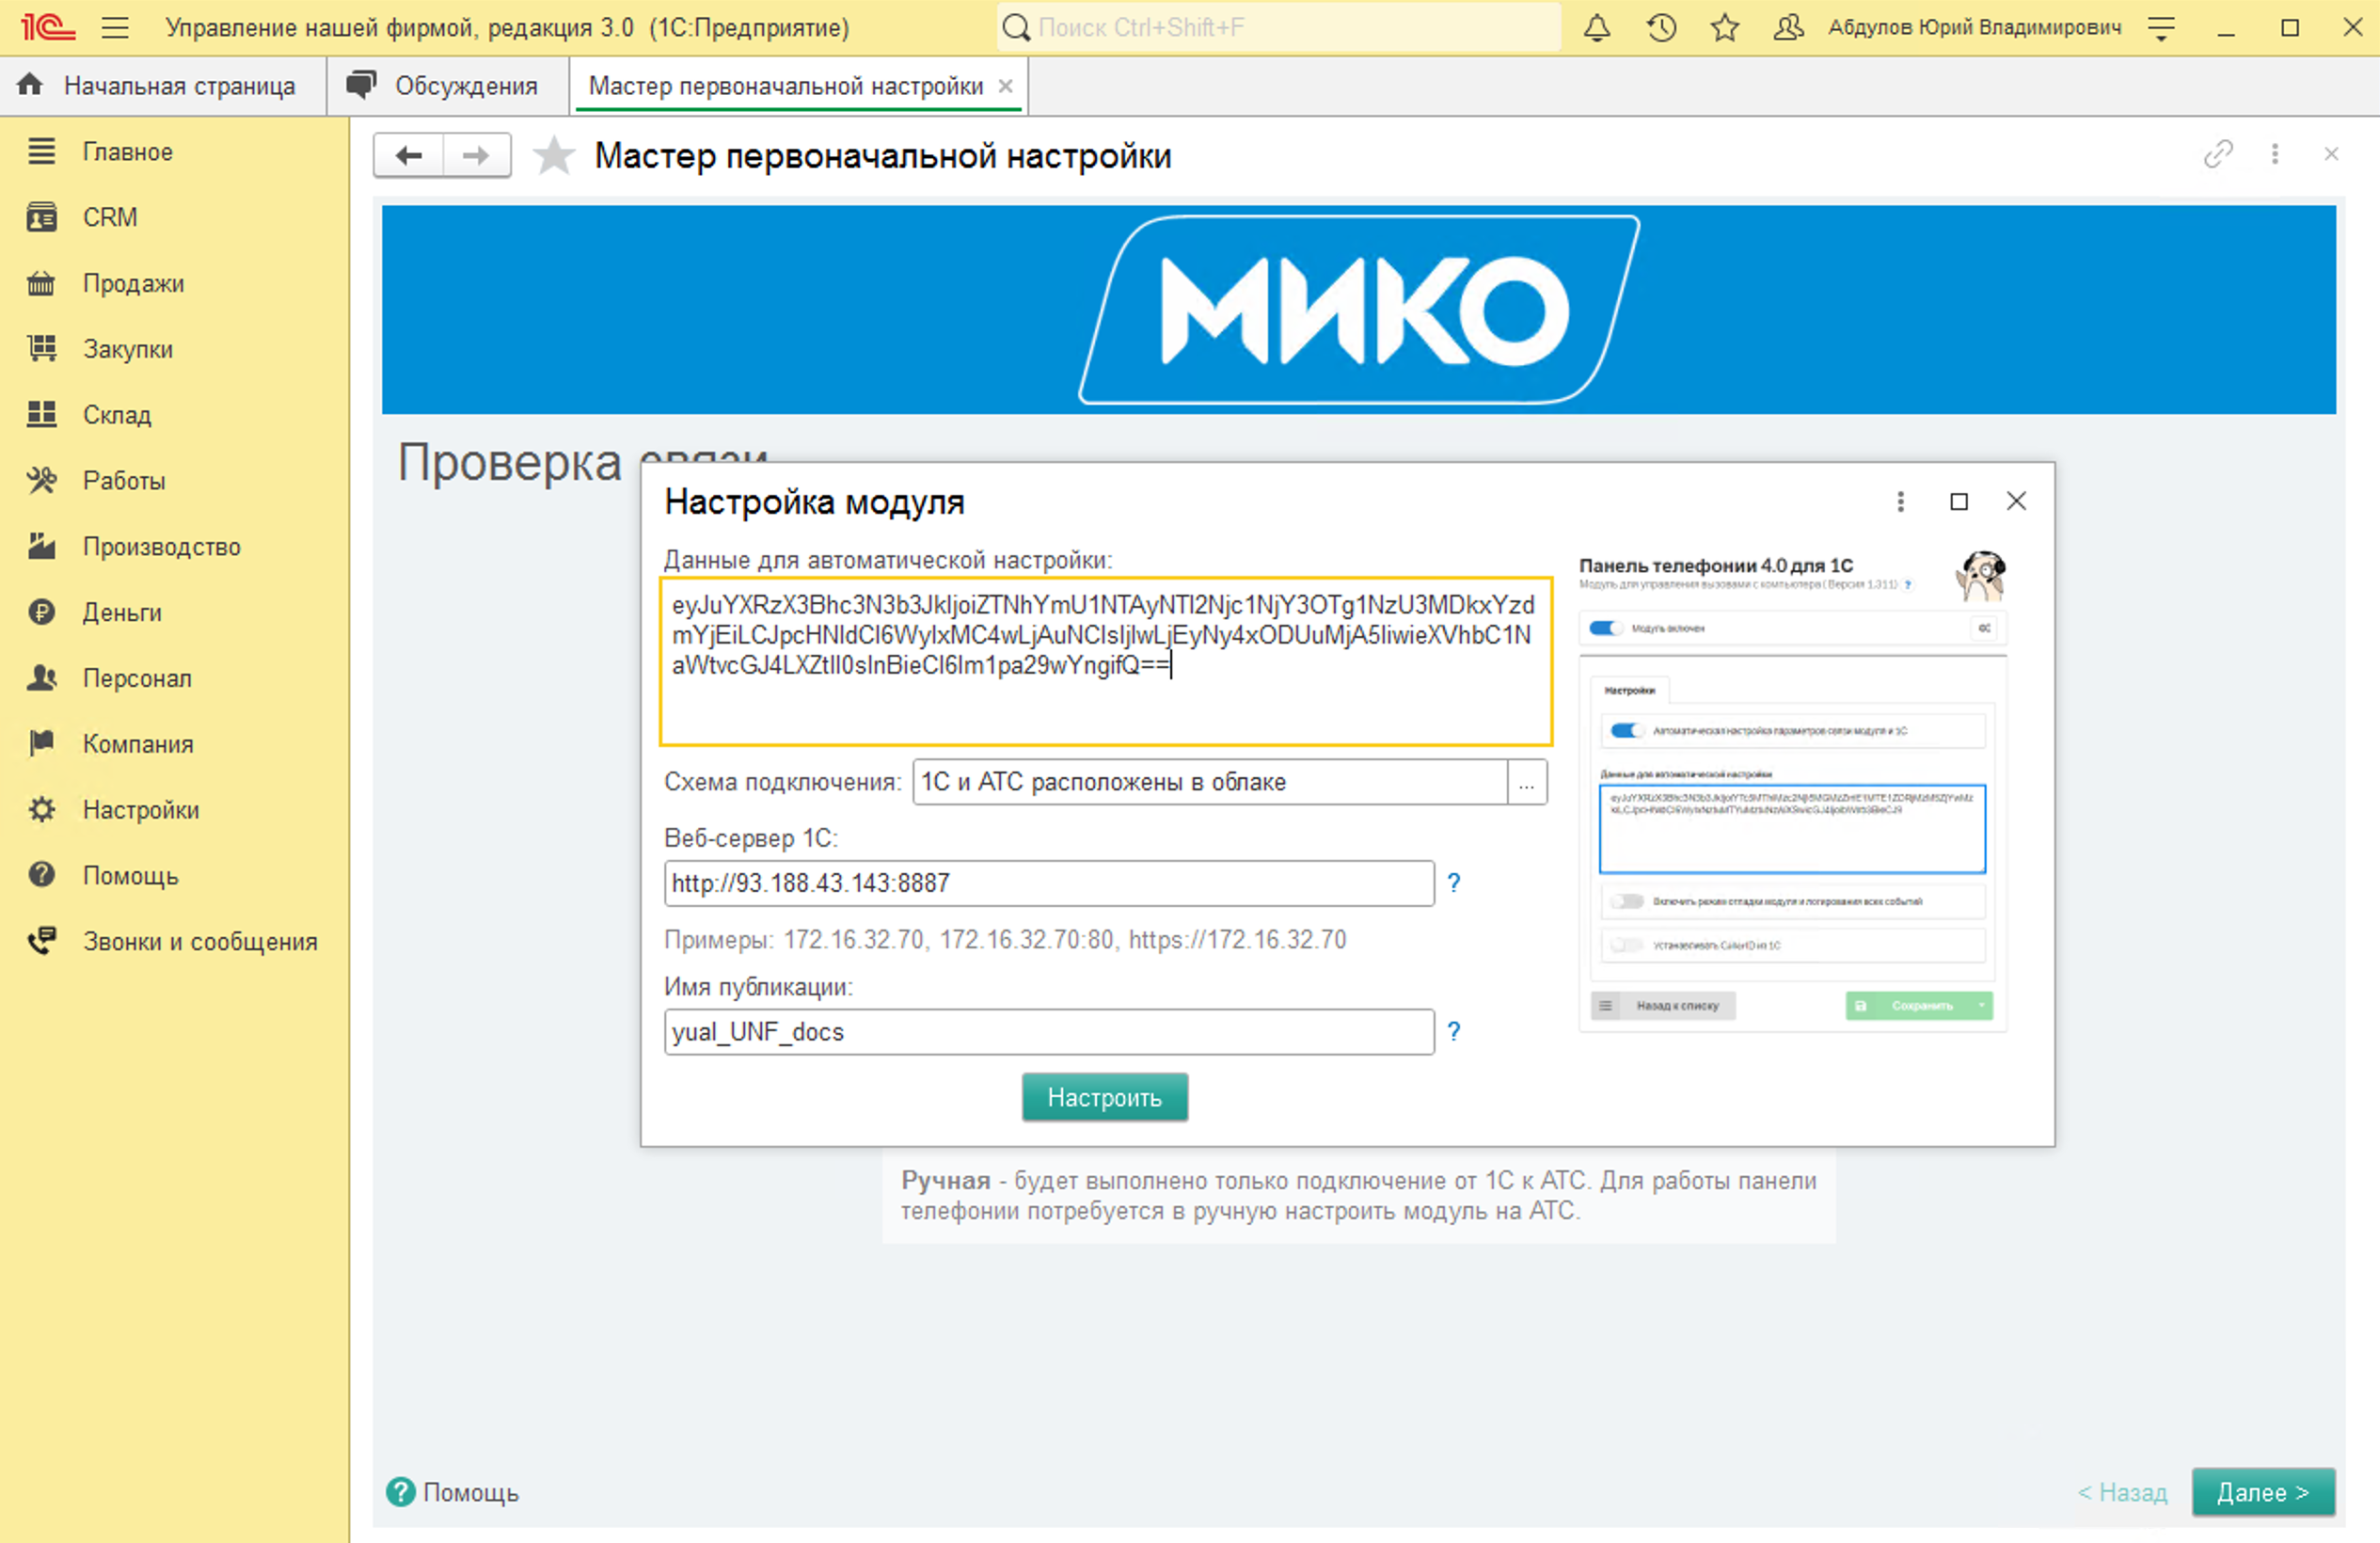 1С Управление нашей фирмой, редакция 3.0 (1С:Предприятие) Поиск Ctrl+Shift+F Абдулов Юрий Владимирович
Начальная страница Обсуждения Мастер первоначальной настройки
Главное
CRM
Продажи
Закупки
Склад
Работы
Производство
Деньги
Персонал
Компания
Настройки
Помощь
Звонки и сообщения
Мастер первоначальной настройки
МИКО
Проверка связи
Настройка модуля
Данные для автоматической настройки:
eyJuYXRzX3Bhc3N3b3JkIjoiZTNhYmU1NTAyNTI2Njc1NjY3OTg1NzU3MDkxYzd
mYjEiLCJpcHNIdCI6WyIxMC4wLjAuNCIsIjIwLjEyNy4xODUuMjA5IiwieXVhbC1N
aWtvcGJ4LXZtIl0sInBieCI6Im1pa29wYngifQ==
Схема подключения: 1С и АТС расположены в облаке ...
Веб-сервер 1С:
http://93.188.43.143:8887 ?
Примеры: 172.16.32.70, 172.16.32.70:80, https://172.16.32.70
Имя публикации:
yual_UNF_docs ?
Настроить
Панель телефонии 4.0 для 1С
Модуль для управления вызовами с компьютера (Версия 1.311) ?
Модуль включен
Настройки
Автоматическая настройка параметров связи модуля и 1С
Данные для автоматической настройки
Включить режим отладки модуля и логирования всех событий
Устанавливать CallerID из 1С
Назад к списку Сохранить
Ручная - будет выполнено только подключение от 1С к АТС. Для работы панели
телефонии потребуется в ручную настроить модуль на АТС.
? Помощь < Назад Далее >